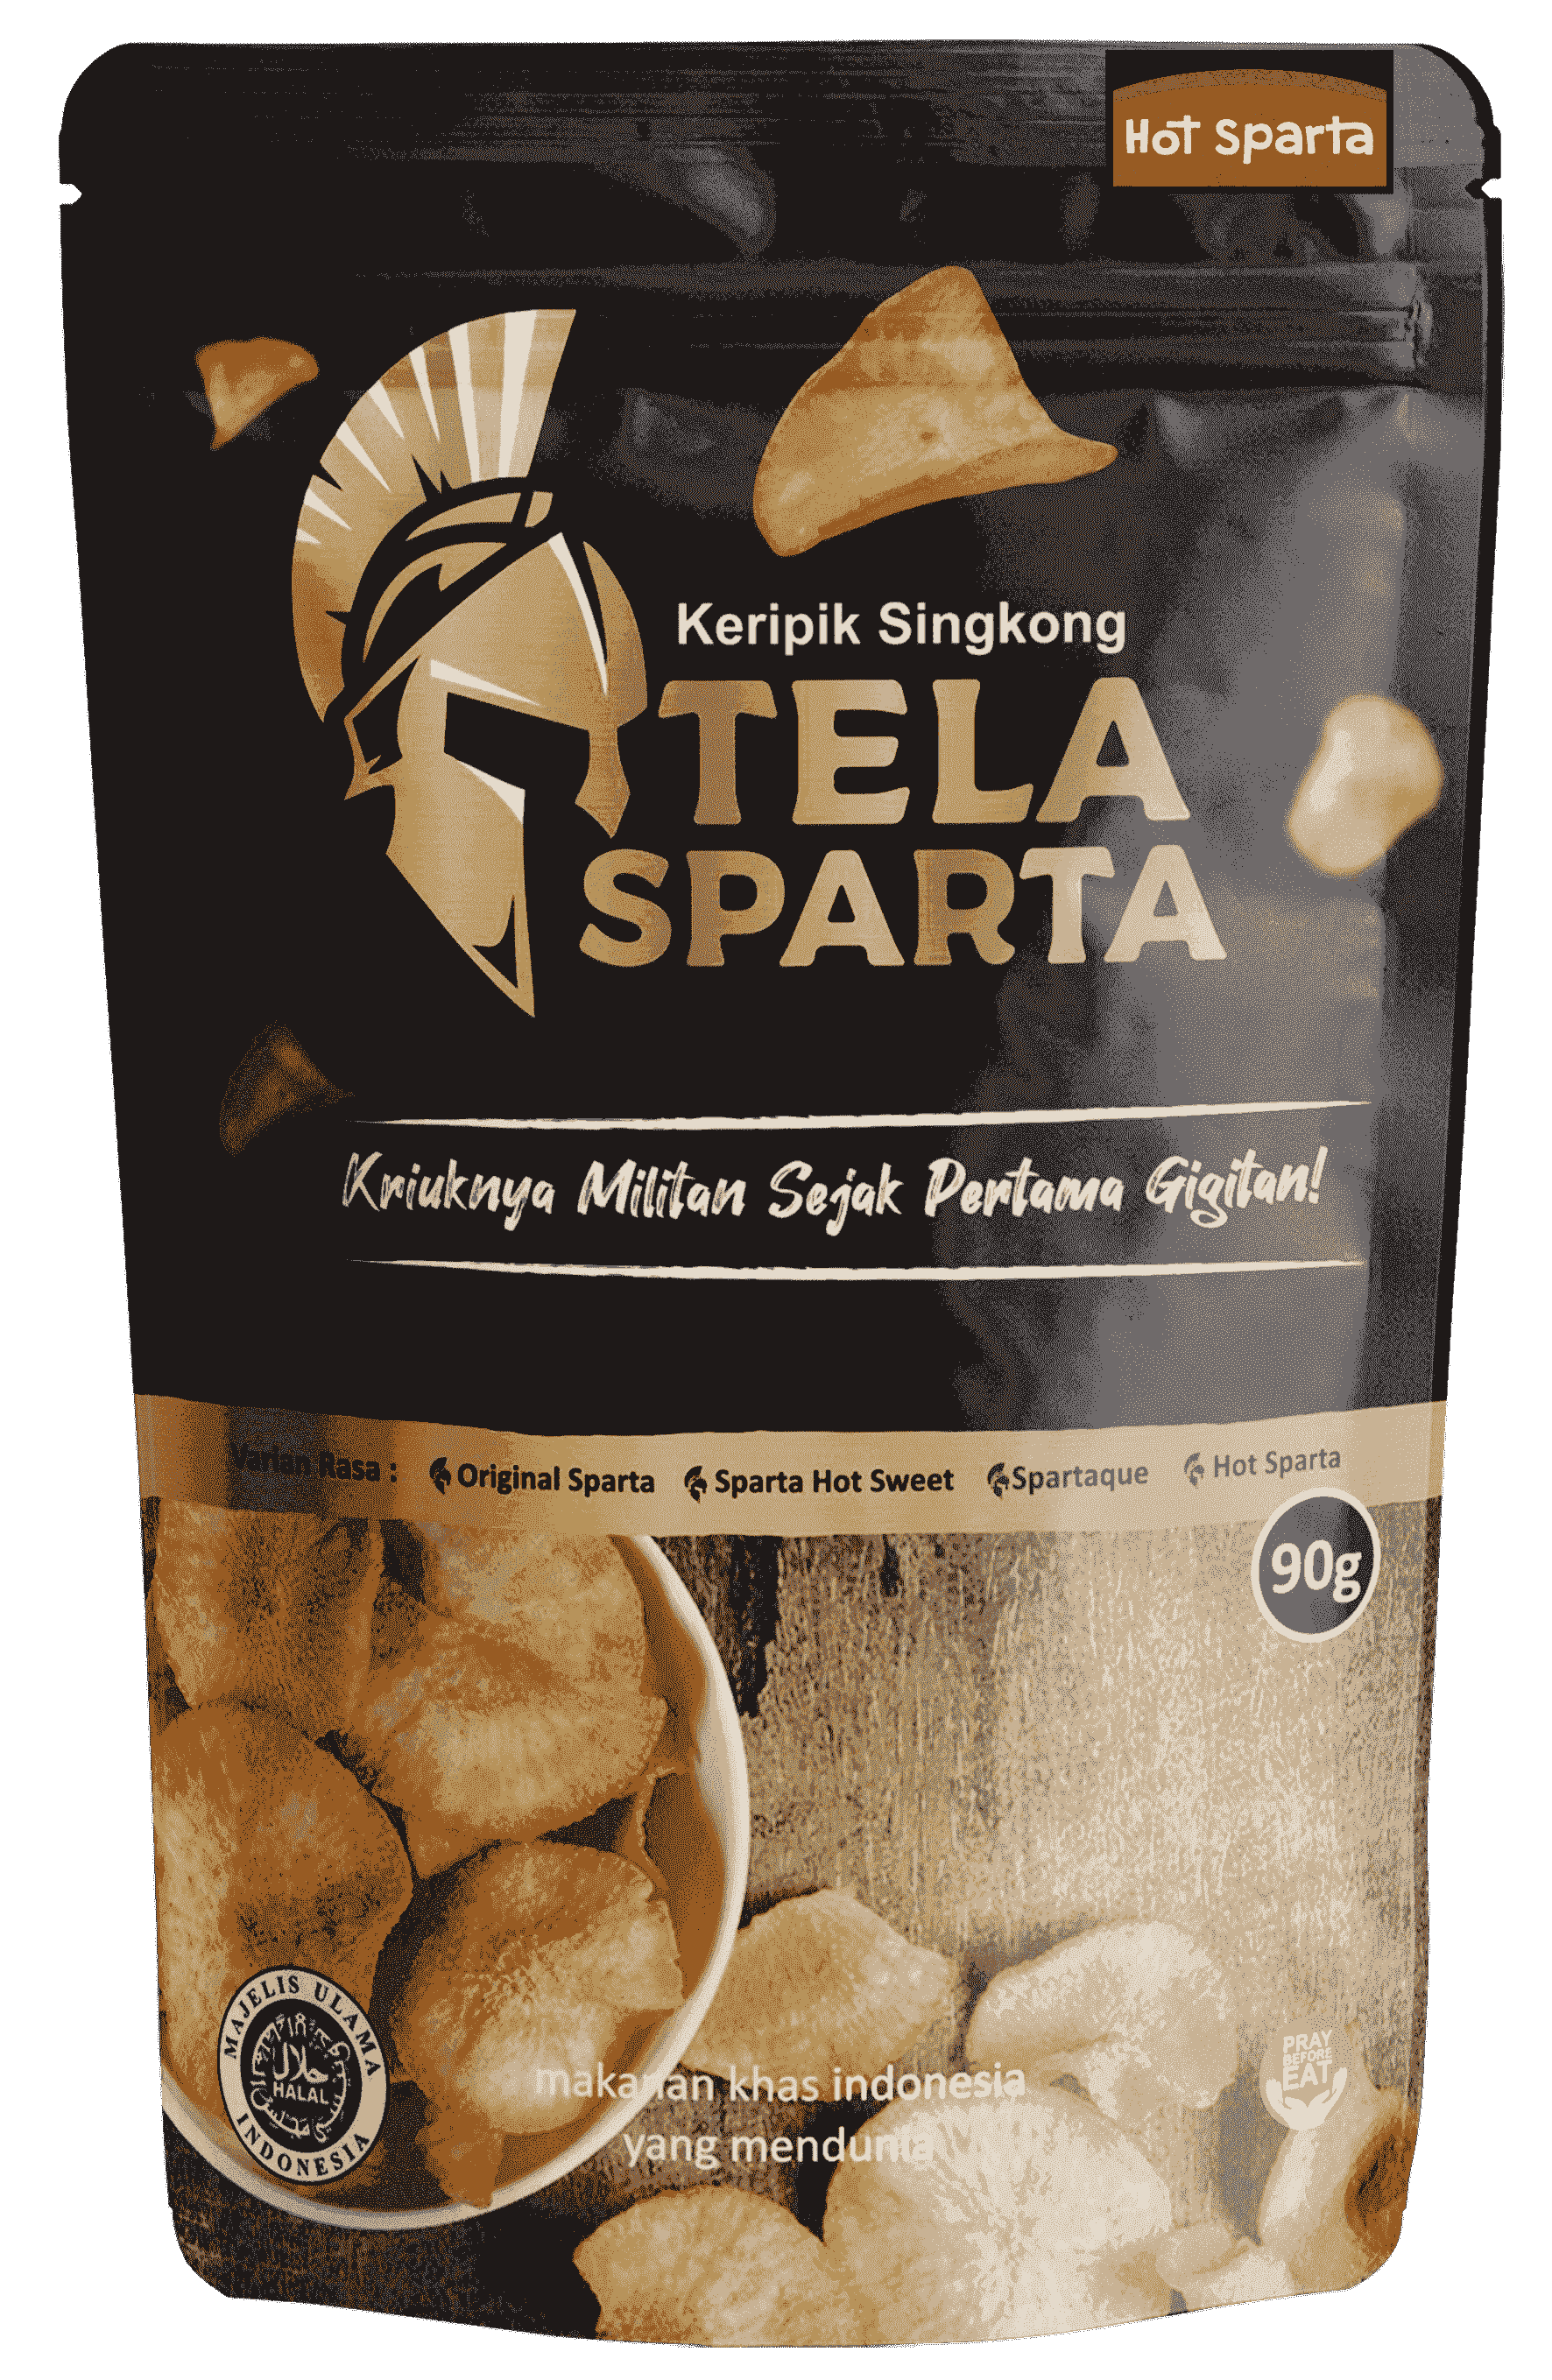 Hot Sparta
Keripik Singkong
TELA
SPARTA
Kriuknya Militan Sejak Pertama Gigitan!
Varian Rasa : Original Sparta Sparta Hot Sweet Spartaque Hot Sparta
90g
MAJELIS ULAMA
حلال
HALAL
INDONESIA
makanan khas indonesia
yang mendunia
PRAY
BEFORE
EAT